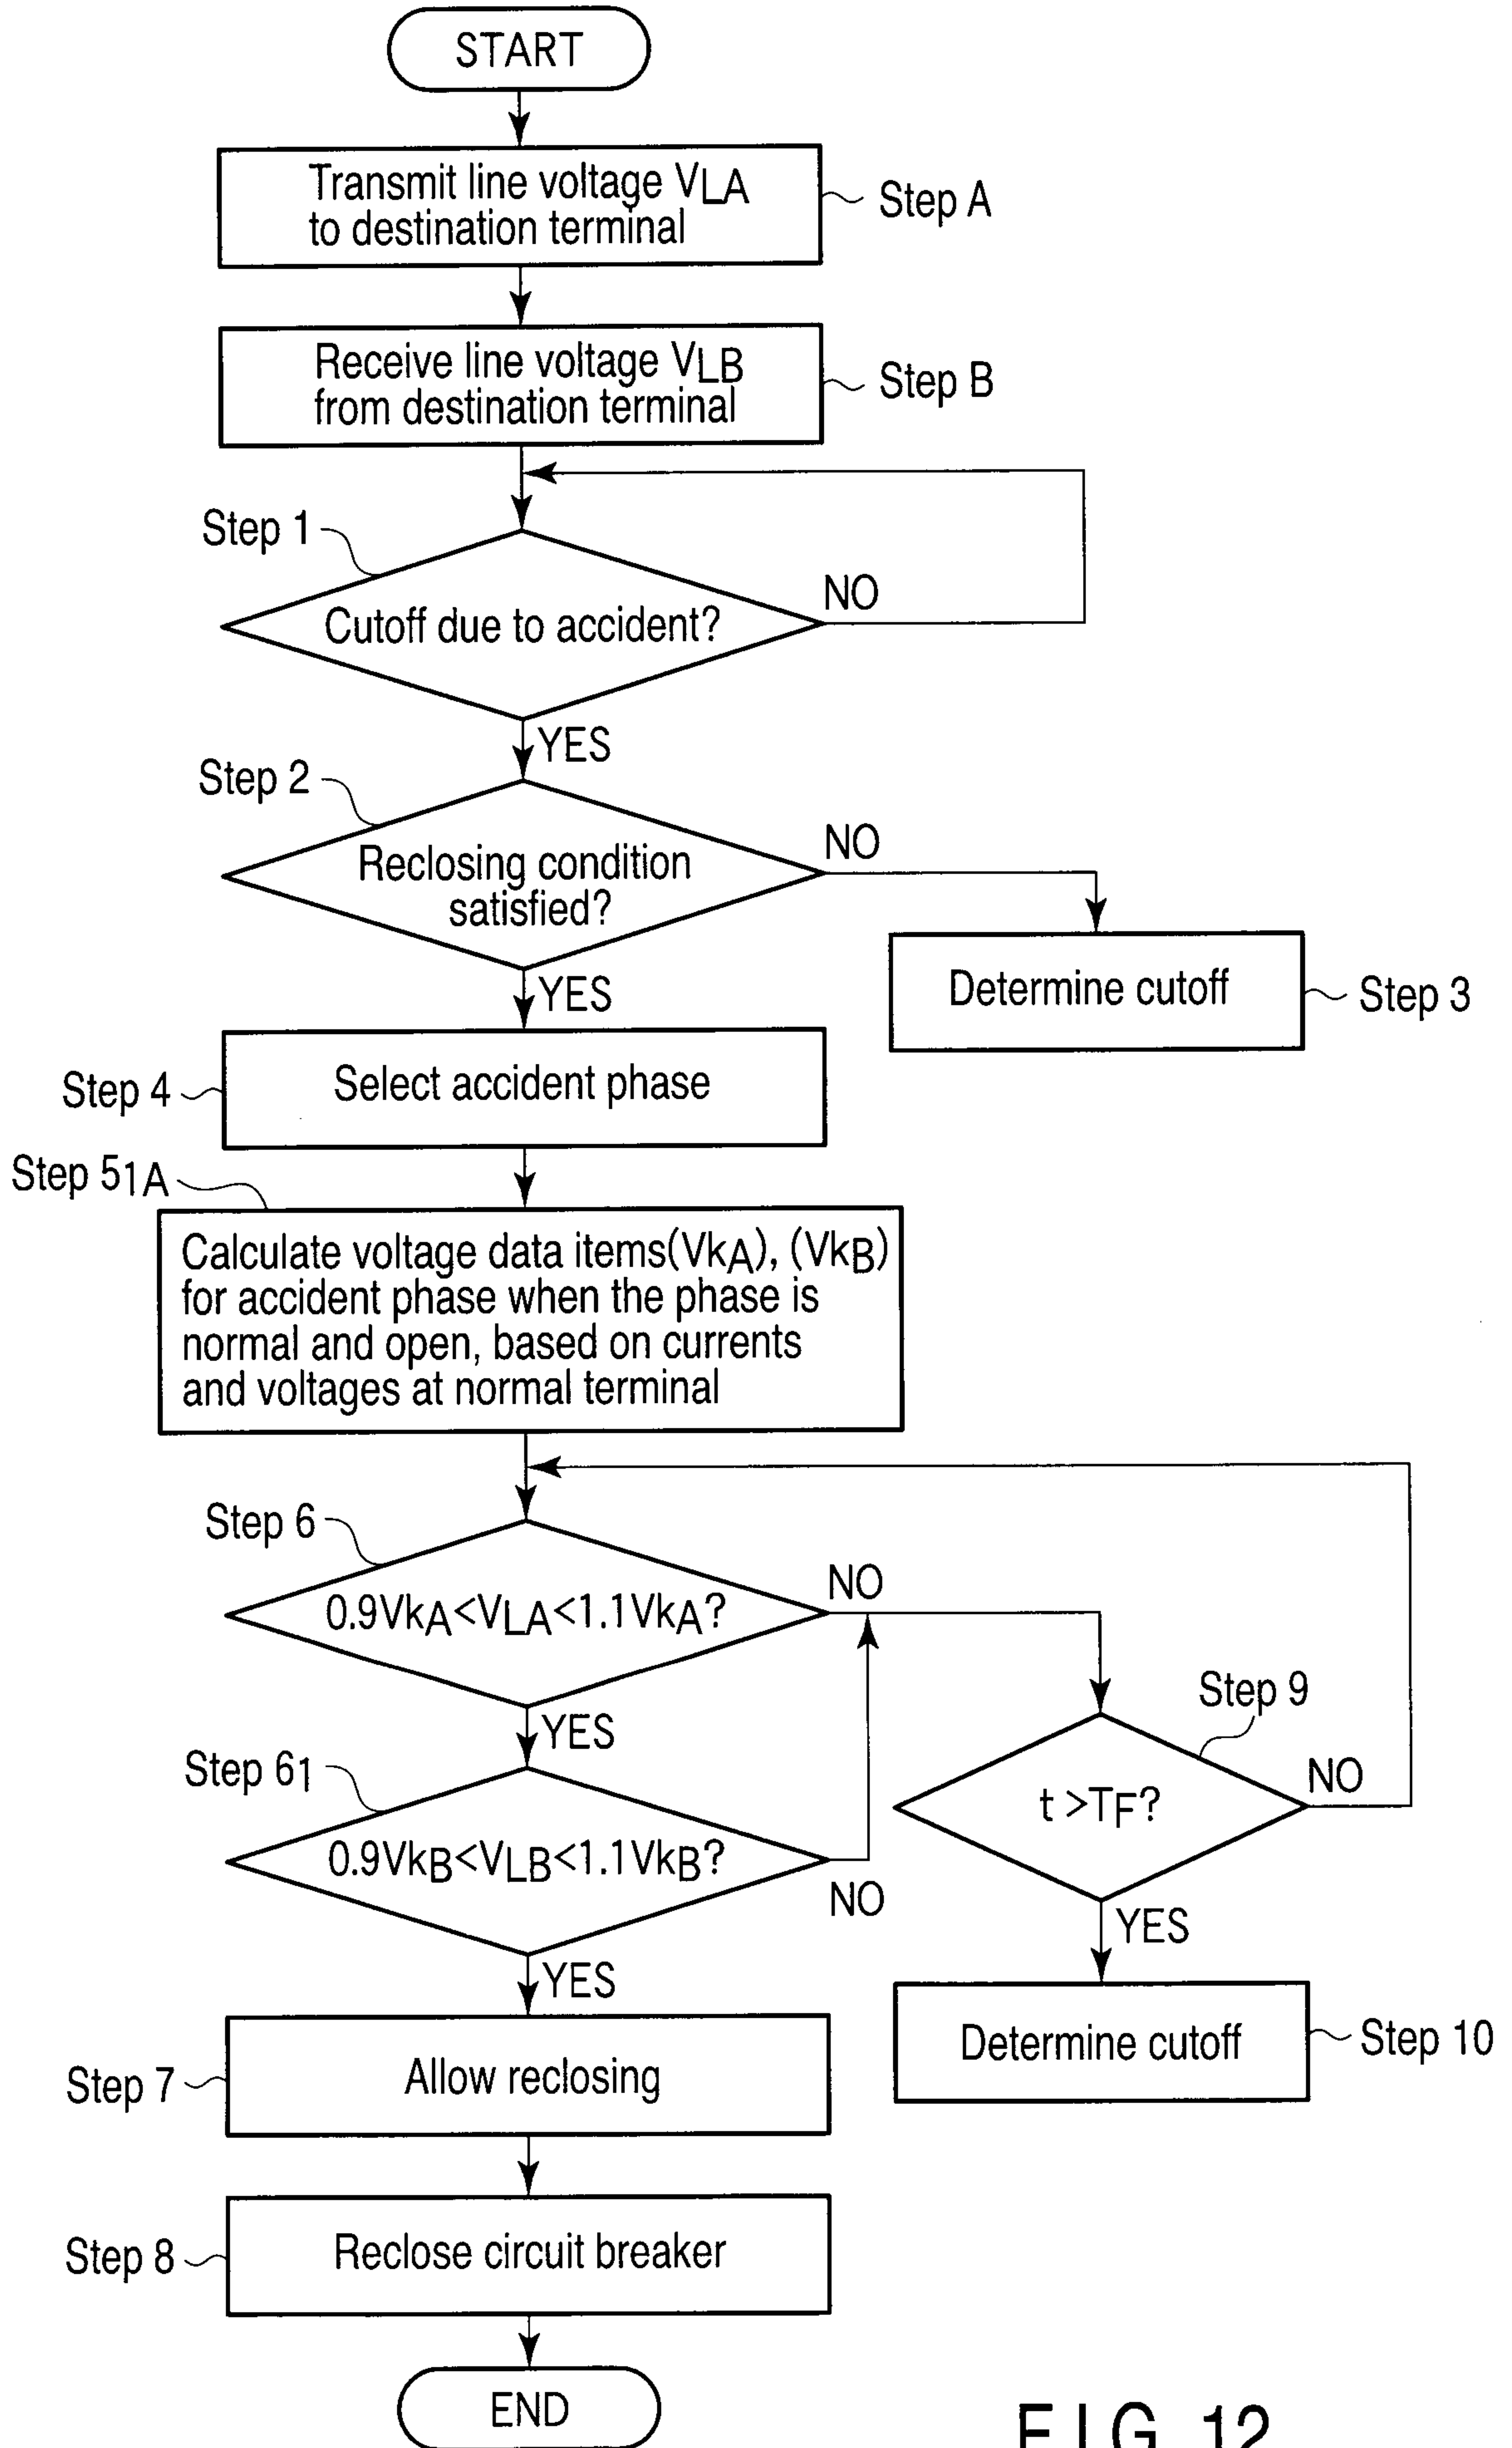 START
Transmit line voltage VLA
to destination terminal
Step A
Receive line voltage VLB
from destination terminal
Step B
Step 1
Cutoff due to accident?
NO
YES
Step 2
Reclosing condition
satisfied?
NO
YES
Determine cutoff
Step 3
Step 4
Select accident phase
Step 51A
Calculate voltage data items(VkA), (VkB)
for accident phase when the phase is
normal and open, based on currents
and voltages at normal terminal
Step 6
0.9VkA<VLA<1.1VkA?
NO
YES
Step 61
0.9VkB<VLB<1.1VkB?
NO
YES
Step 9
t >TF?
NO
YES
Determine cutoff
Step 10
Step 7
Allow reclosing
Step 8
Reclose circuit breaker
END
FIG. 12